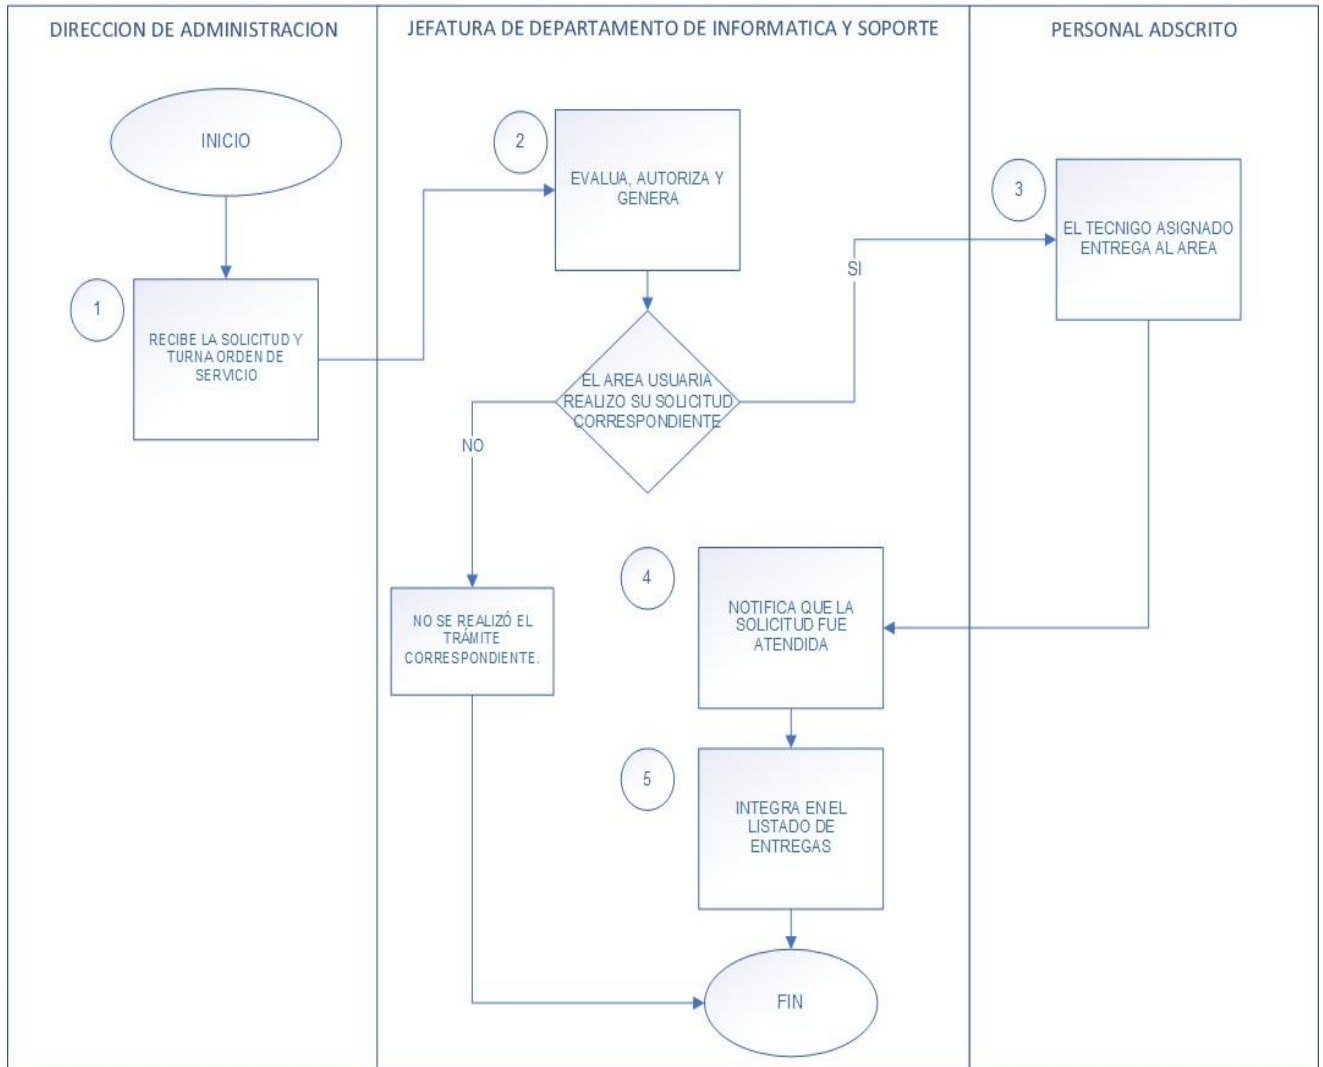 DIRECCION DE ADMINISTRACION
JEFATURA DE DEPARTAMENTO DE INFORMATICA Y SOPORTE
PERSONAL ADSCRITO
INICIO
1
RECIBE LA SOLICITUD Y
TURNA ORDEN DE
SERVICIO
2
EVALUA, AUTORIZA Y
GENERA
EL AREA USUARIA
REALIZO SU SOLICITUD
CORRESPONDIENTE
SI
3
EL TECNIGO ASIGNADO
ENTREGA AL AREA
NO
NO SE REALIZÓ EL
TRÁMITE
CORRESPONDIENTE.
4
NOTIFICA QUE LA
SOLICITUD FUE
ATENDIDA
5
INTEGRA EN EL
LISTADO DE
ENTREGAS
FIN